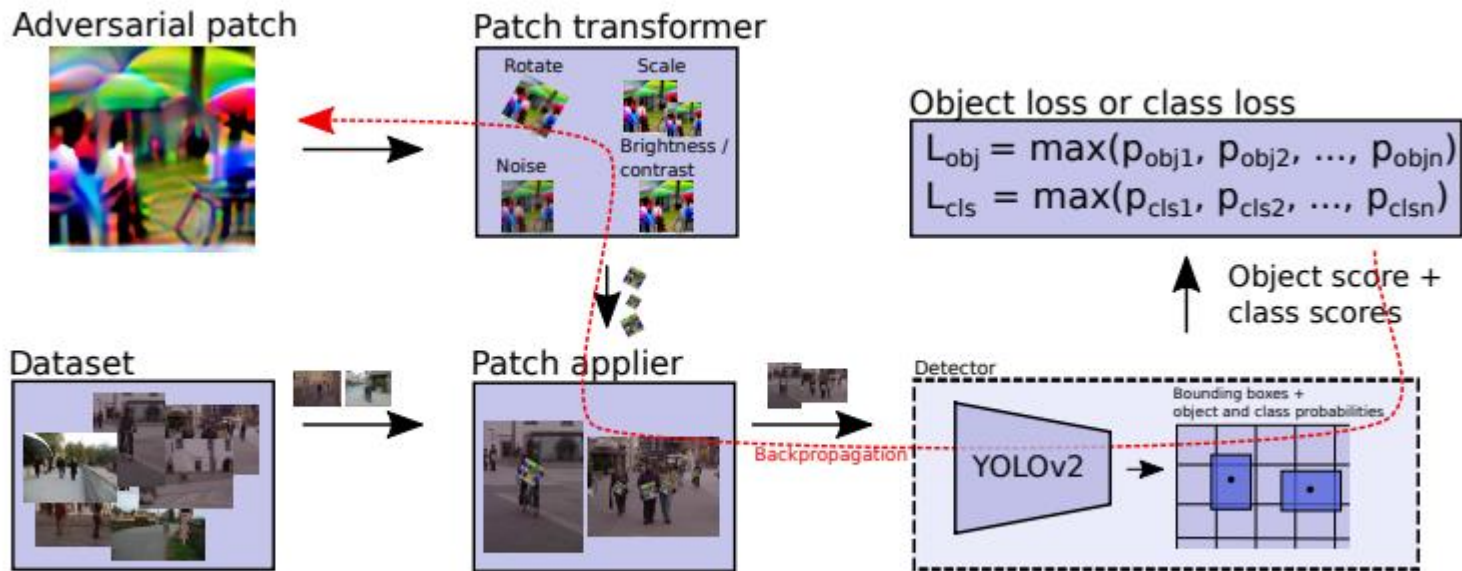 Adversarial patch
Patch transformer
Rotate
Scale
Noise
Brightness /
contrast
Object loss or class loss
L_obj = max(p_obj1, p_obj2, ..., p_objn)
L_cls = max(p_cls1, p_cls2, ..., p_clsn)
Object score +
class scores
Dataset
Patch applier
Backpropagation
Detector
YOLOv2
Bounding boxes +
object and class probabilities